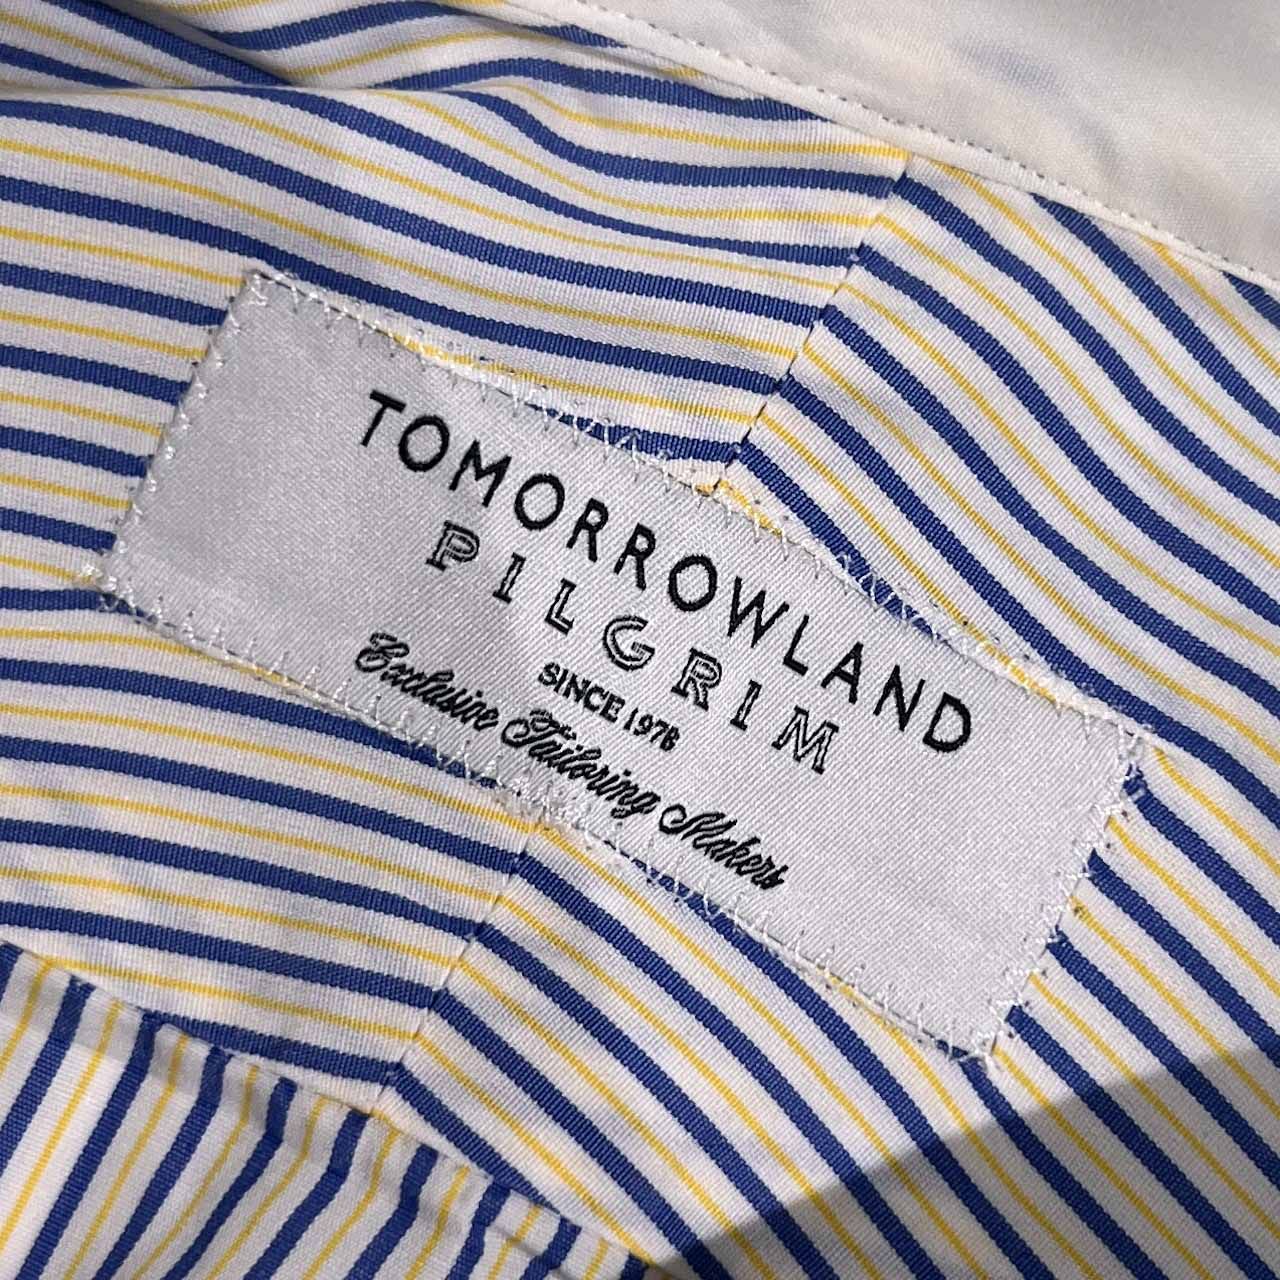 TOMORROWLAND
PILGRIM
SINCE 1978
Exclusive Tailoring Makers